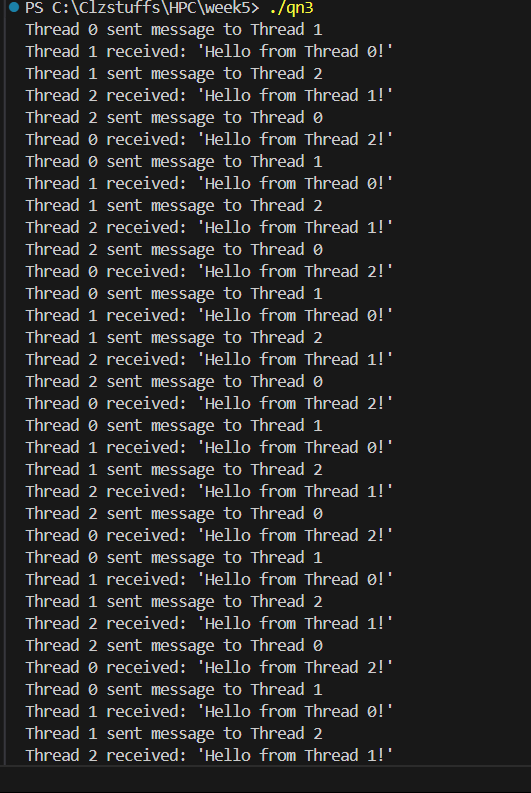 PS C:\Clzstuffs\HPC\week5> ./qn3
Thread 0 sent message to Thread 1
Thread 1 received: 'Hello from Thread 0!'
Thread 1 sent message to Thread 2
Thread 2 received: 'Hello from Thread 1!'
Thread 2 sent message to Thread 0
Thread 0 received: 'Hello from Thread 2!'
Thread 0 sent message to Thread 1
Thread 1 received: 'Hello from Thread 0!'
Thread 1 sent message to Thread 2
Thread 2 received: 'Hello from Thread 1!'
Thread 2 sent message to Thread 0
Thread 0 received: 'Hello from Thread 2!'
Thread 0 sent message to Thread 1
Thread 1 received: 'Hello from Thread 0!'
Thread 1 sent message to Thread 2
Thread 2 received: 'Hello from Thread 1!'
Thread 2 sent message to Thread 0
Thread 0 received: 'Hello from Thread 2!'
Thread 0 sent message to Thread 1
Thread 1 received: 'Hello from Thread 0!'
Thread 1 sent message to Thread 2
Thread 2 received: 'Hello from Thread 1!'
Thread 2 sent message to Thread 0
Thread 0 received: 'Hello from Thread 2!'
Thread 0 sent message to Thread 1
Thread 1 received: 'Hello from Thread 0!'
Thread 1 sent message to Thread 2
Thread 2 received: 'Hello from Thread 1!'
Thread 2 sent message to Thread 0
Thread 0 received: 'Hello from Thread 2!'
Thread 0 sent message to Thread 1
Thread 1 received: 'Hello from Thread 0!'
Thread 1 sent message to Thread 2
Thread 2 received: 'Hello from Thread 1!'